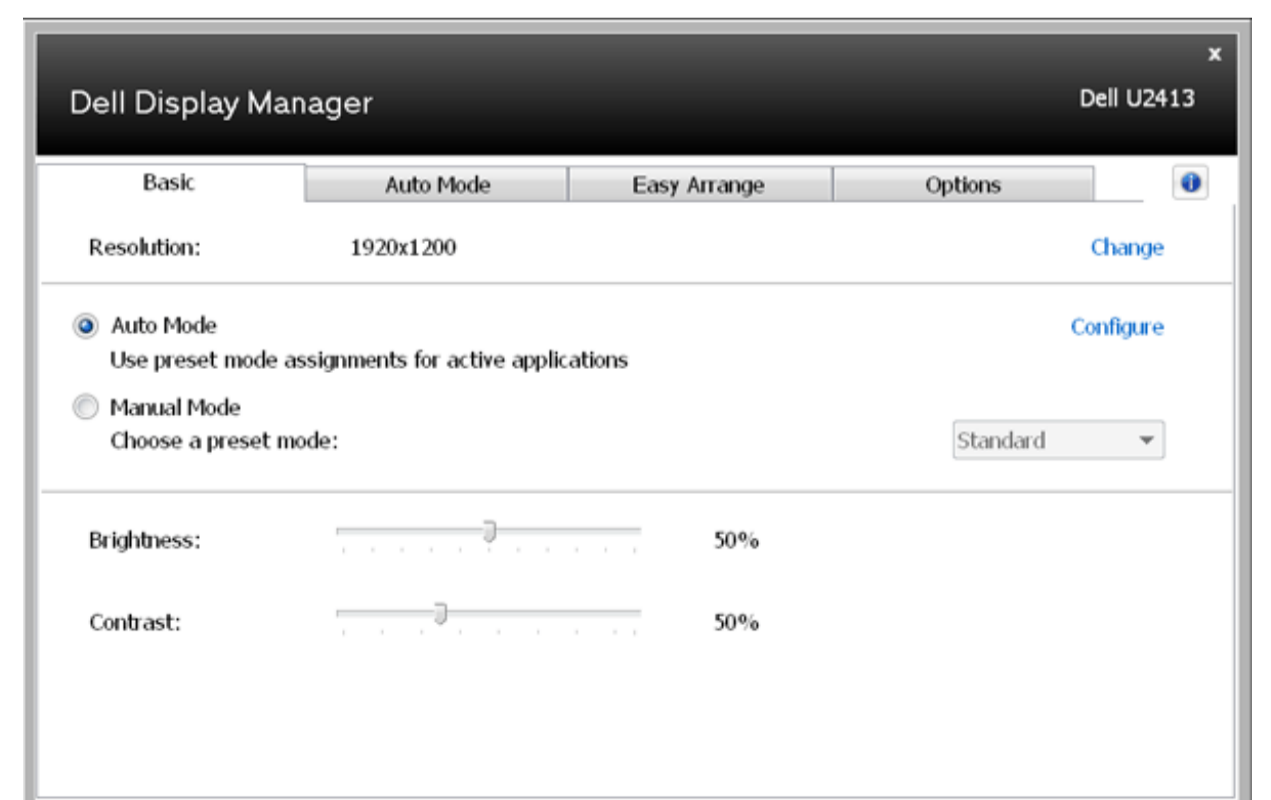 x
Dell Display Manager Dell U2413
Basic Auto Mode Easy Arrange Options
Resolution: 1920x1200 Change
Auto Mode Configure
Use preset mode assignments for active applications
Manual Mode
Choose a preset mode: Standard
Brightness: 50%
Contrast: 50%